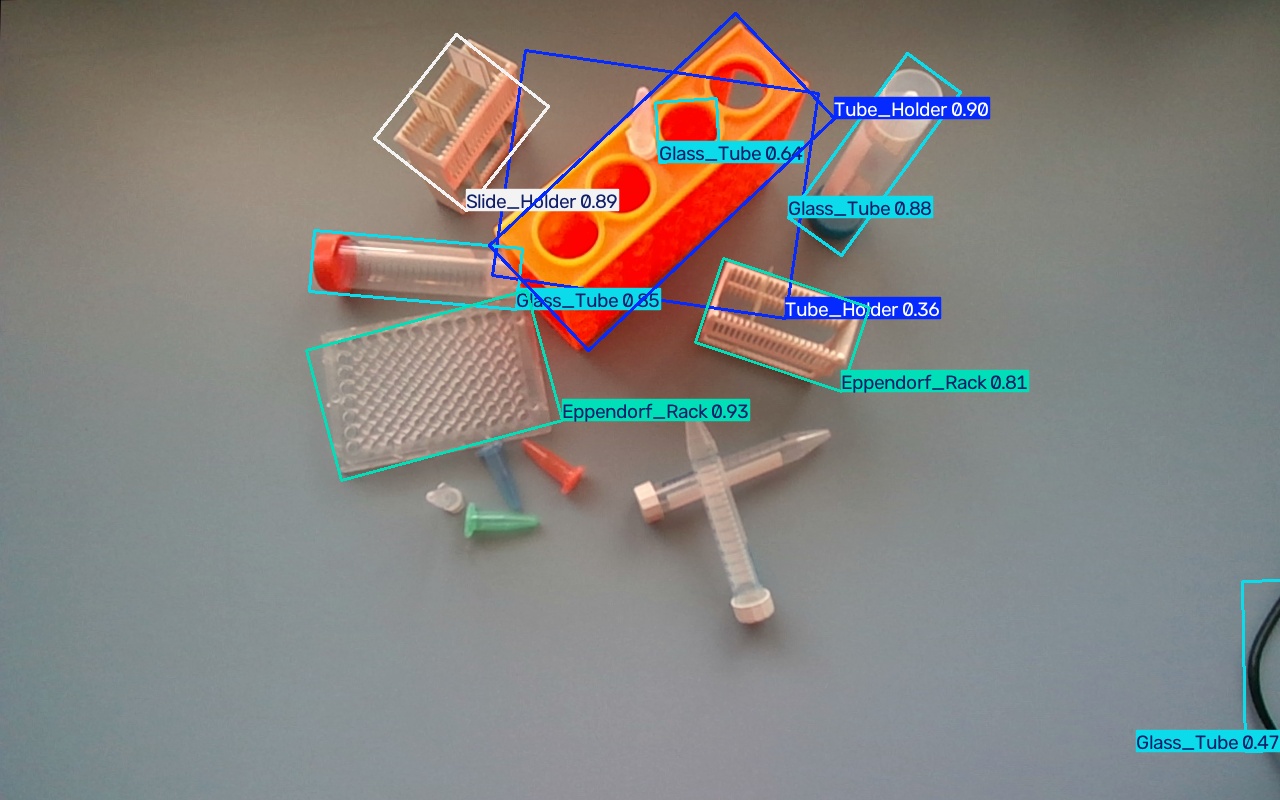 Tube_Holder 0.90
Glass_Tube 0.64
Slide_Holder 0.89
Glass_Tube 0.88
Glass_Tube 0.85
Tube_Holder 0.36
Eppendorf_Rack 0.81
Eppendorf_Rack 0.93
Glass_Tube 0.47